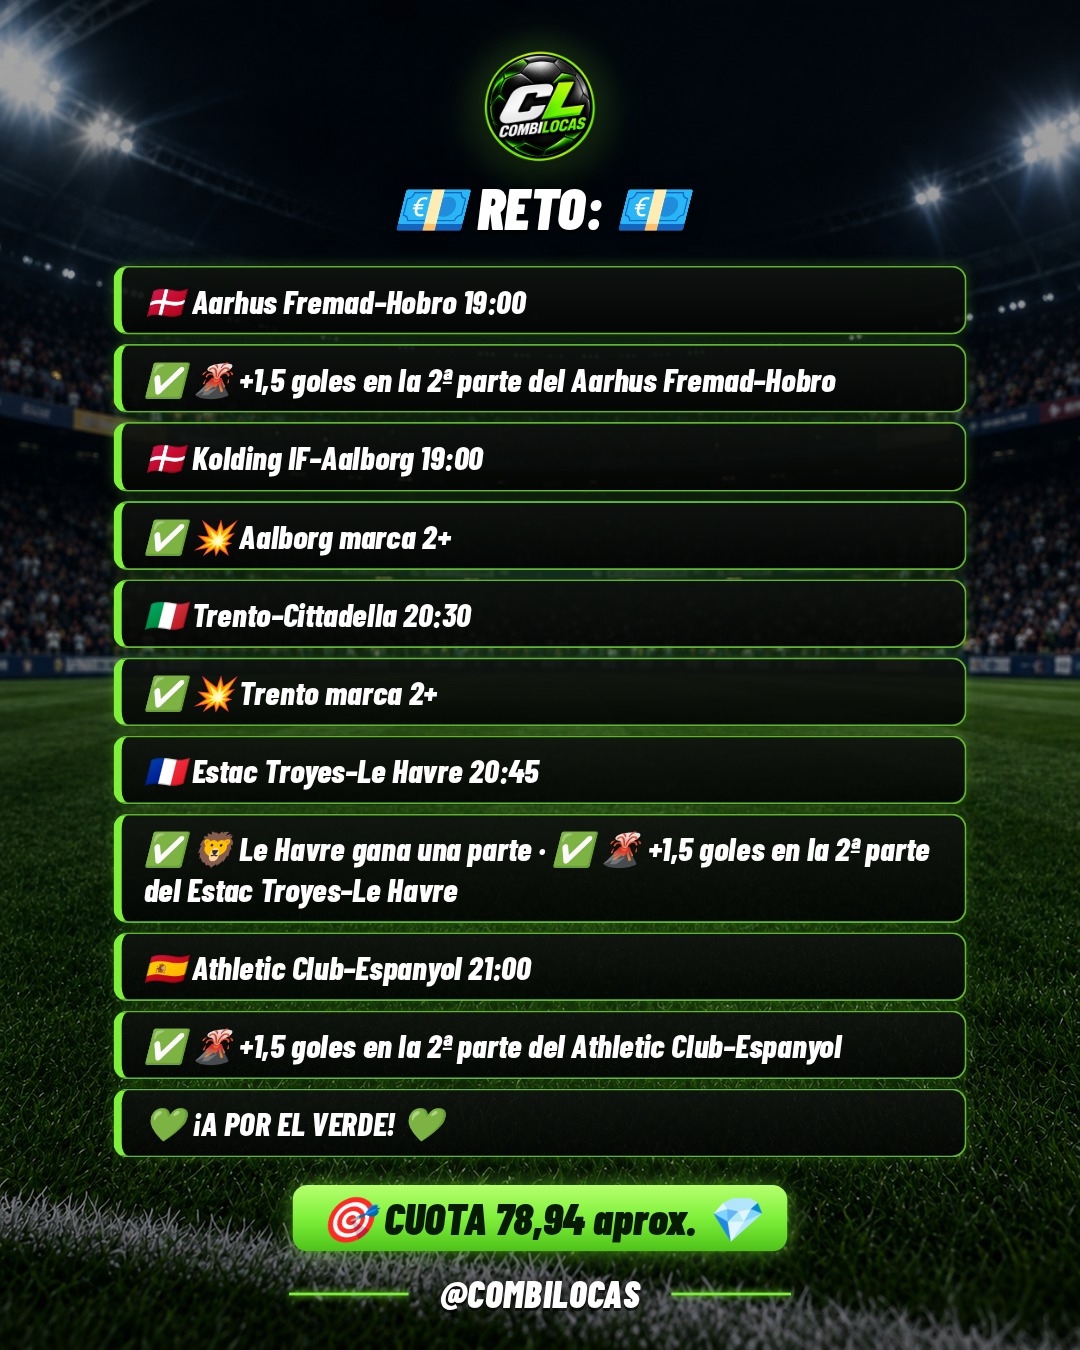 CL
COMBILOCAS
💶 RETO: 💶
🇩🇰 Aarhus Fremad-Hobro 19:00
✅ 🌋 +1,5 goles en la 2ª parte del Aarhus Fremad-Hobro
🇩🇰 Kolding IF-Aalborg 19:00
✅ 💥 Aalborg marca 2+
🇮🇹 Trento-Cittadella 20:30
✅ 💥 Trento marca 2+
🇫🇷 Estac Troyes-Le Havre 20:45
✅ 🦁 Le Havre gana una parte · ✅ 🌋 +1,5 goles en la 2ª parte
del Estac Troyes-Le Havre
🇪🇸 Athletic Club-Espanyol 21:00
✅ 🌋 +1,5 goles en la 2ª parte del Athletic Club-Espanyol
💚 ¡A POR EL VERDE! 💚
🎯 CUOTA 78,94 aprox. 💎
@COMBILOCAS